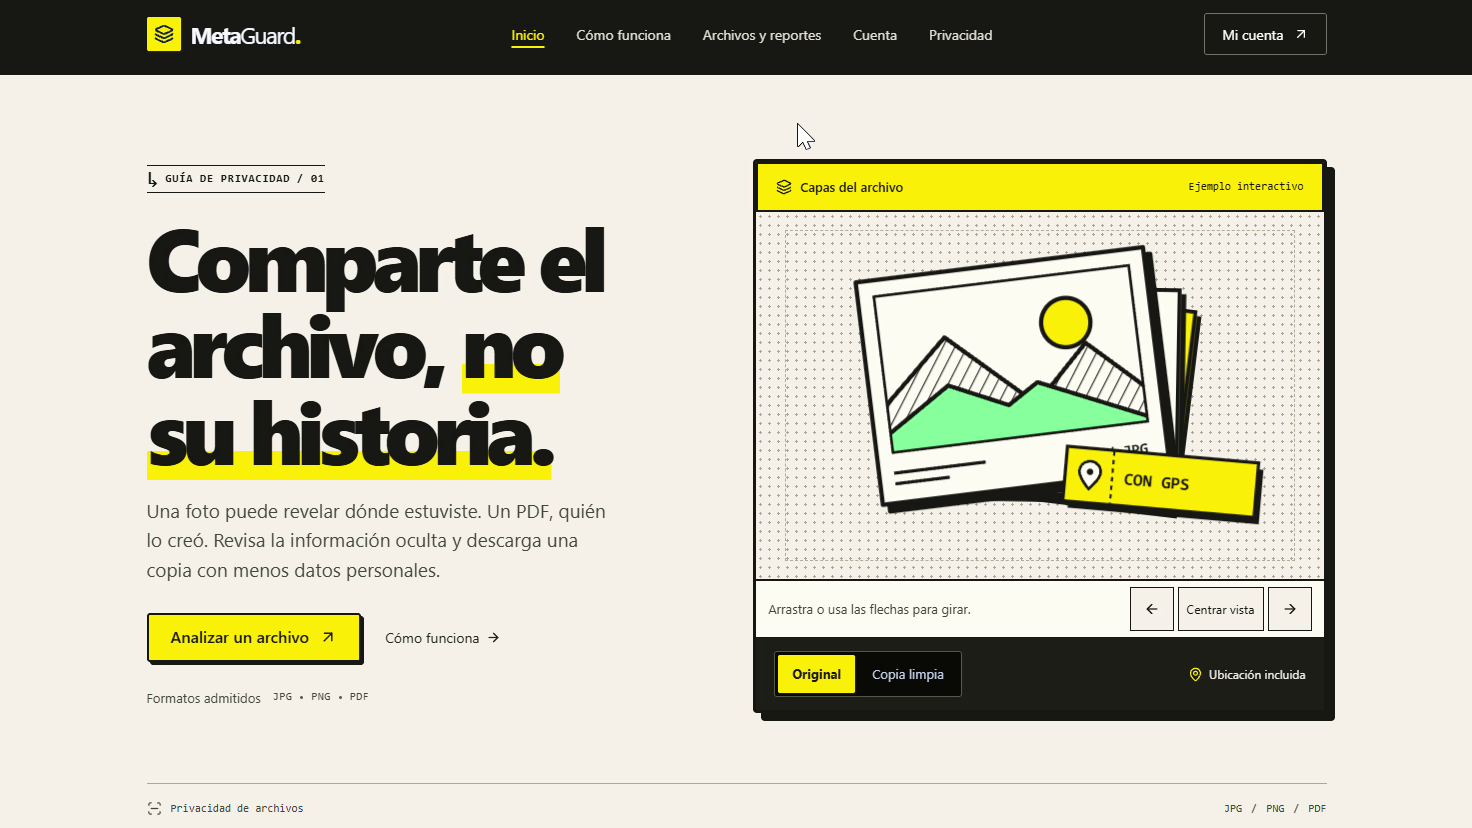 MetaGuard.
Inicio
Cómo funciona
Archivos y reportes
Cuenta
Privacidad
Mi cuenta
GUÍA DE PRIVACIDAD / 01
Comparte el
archivo, no
su historia.
Una foto puede revelar dónde estuviste. Un PDF, quién
lo creó. Revisa la información oculta y descarga una
copia con menos datos personales.
Analizar un archivo
Cómo funciona
Formatos admitidos
JPG • PNG • PDF
Capas del archivo
Ejemplo interactivo
JPG
CON GPS
Arrastra o usa las flechas para girar.
Centrar vista
Original
Copia limpia
Ubicación incluida
Privacidad de archivos
JPG / PNG / PDF